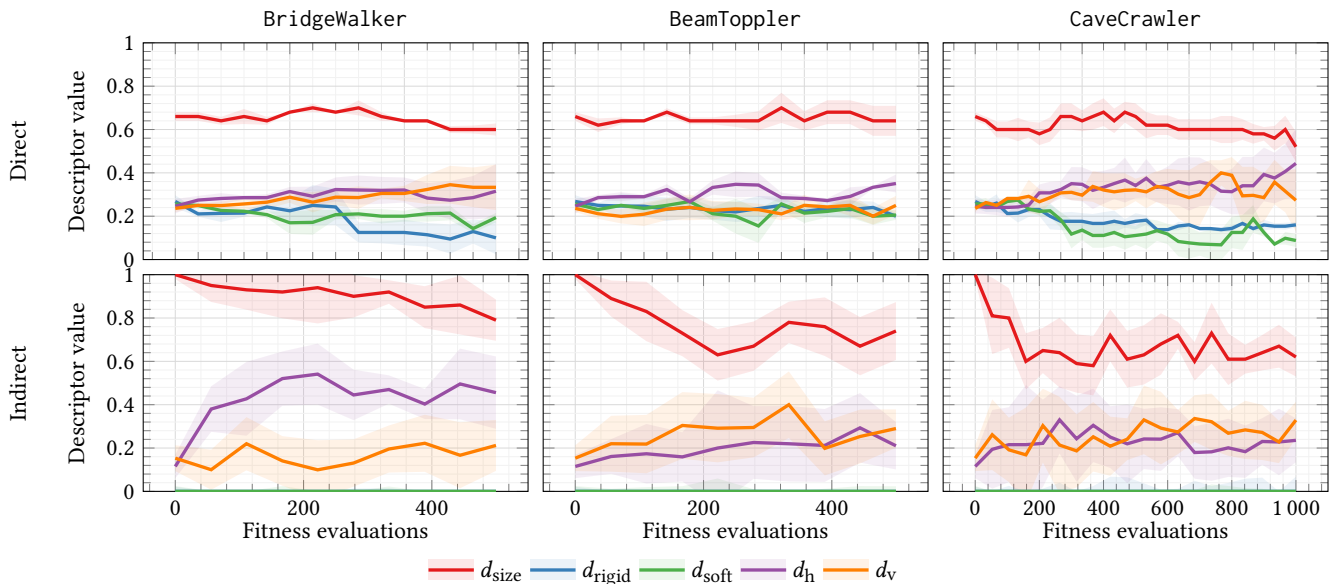 BridgeWalker BeamToppler CaveCrawler
Direct
Descriptor value
1
0.8
0.6
0.4
0.2
0
Indirect
Descriptor value
1
0.8
0.6
0.4
0.2
0
0 200 400 0 200 400 0 200 400 600 800 1 000
Fitness evaluations Fitness evaluations Fitness evaluations
d_size d_rigid d_soft d_h d_v